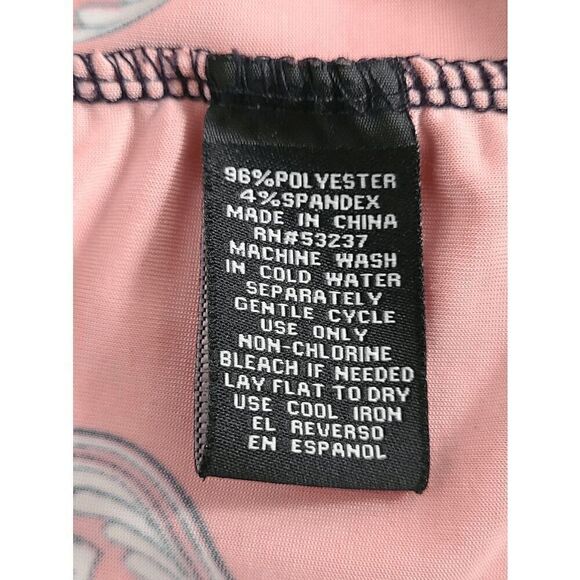 96%POLYESTER
4%SPANDEX
MADE IN CHINA
RN#53237
MACHINE WASH
IN COLD WATER
SEPARATELY
GENTLE CYCLE
USE ONLY
NON-CHLORINE
BLEACH IF NEEDED
LAY FLAT TO DRY
USE COOL IRON
EL REVERSO
EN ESPANOL